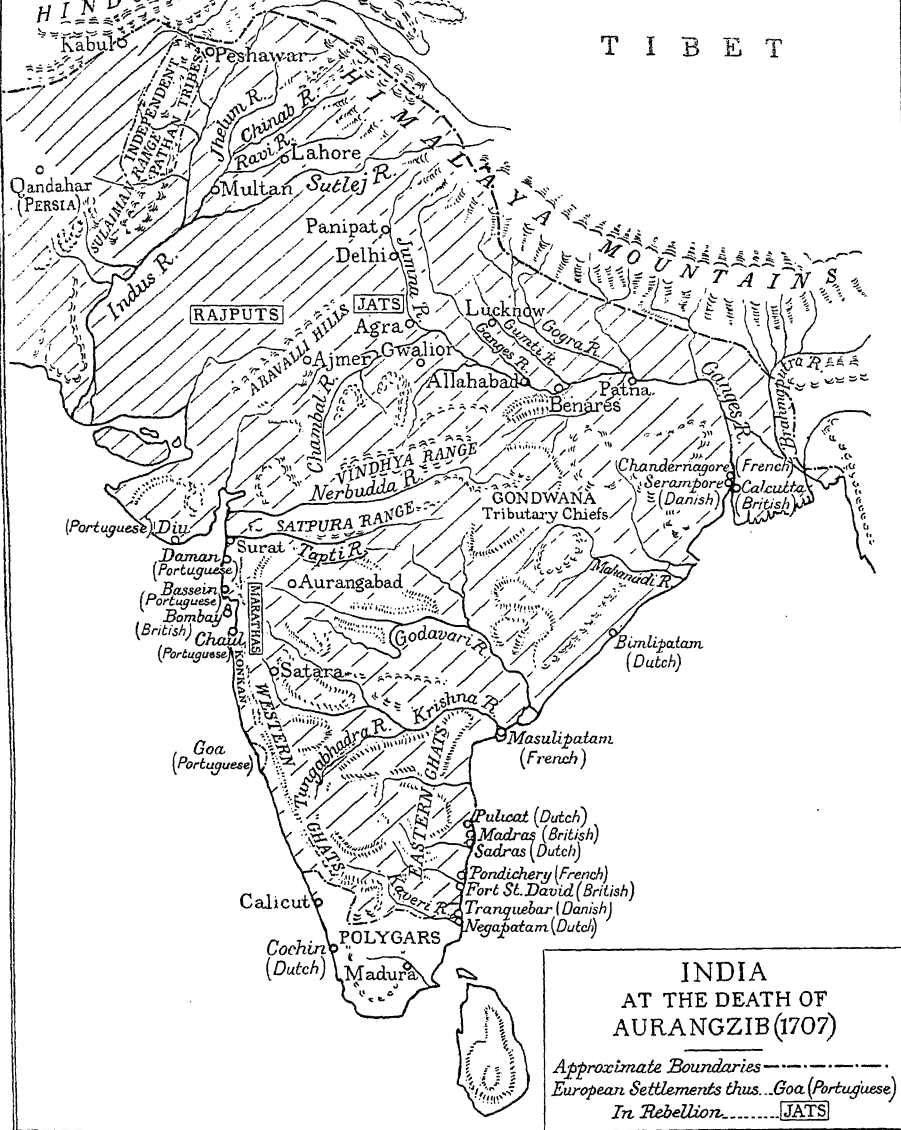 HIND
TIBET
Kabul
Peshawar
INDEPENDENT
PATHAN TRIBES
SULAIMAN RANGE
Jhelum R.
Chinab R.
Ravi R.
Lahore
HIMALAYA MOUNTAINS
Qandahar
(PERSIA)
Multan
Sutlej R.
Panipat
Delhi
Jumna R.
Indus R.
RAJPUTS
JATS
Agra
Lucknow
Gumti R.
Gogra R.
Ganges R.
ARAVALLI HILLS
Ajmer
Gwalior
Allahabad
Benares
Patna
Ganges R.
Brahmaputra R.
Chambal R.
VINDHYA RANGE
Nerbudda R.
Chandernagore (French)
Serampore
(Danish)
Calcutta
(British)
GONDWANA
Tributary Chiefs
SATPURA RANGE
(Portuguese) Diu
Surat
Tapti R.
Daman
(Portuguese)
Aurangabad
Mahanadi R.
Bassein
(Portuguese)
Bombay
(British)
MARATHAS
Chaul
(Portuguese)
KONKAN
Godavari R.
Bimlipatam
(Dutch)
Satara
WESTERN
GHATS
Krishna R.
Tungabhadra R.
EASTERN GHATS
Masulipatam
(French)
Goa
(Portuguese)
Pulicat (Dutch)
Madras (British)
Sadras (Dutch)
Pondichery (French)
Fort St. David (British)
Tranquebar (Danish)
Negapatam (Dutch)
Kaveri R.
Calicut
POLYGARS
Cochin
(Dutch)
Madura
INDIA
AT THE DEATH OF
AURANGZIB (1707)
Approximate Boundaries
European Settlements thus...Goa (Portuguese)
In Rebellion........JATS